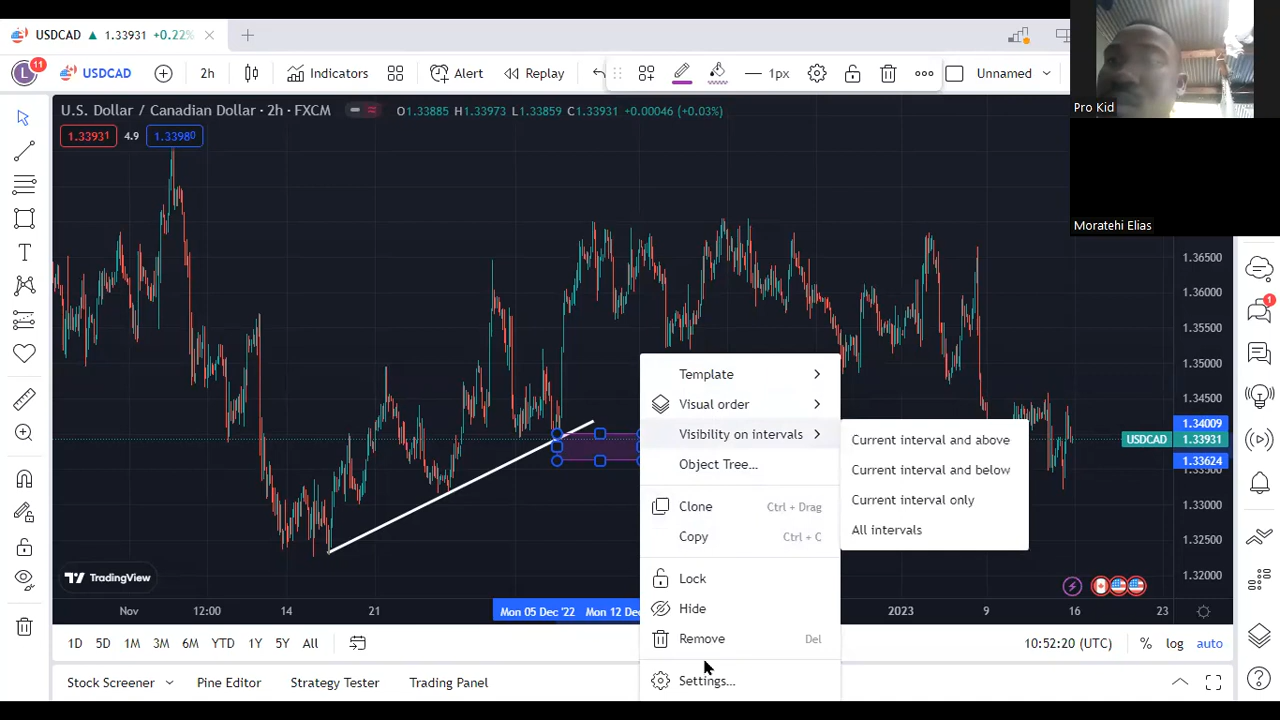 USDCAD ▲ 1.33931 +0.22%
L 11 USDCAD 2h Indicators Alert Replay 1px Unnamed
Pro Kid
Moratehi Elias
U.S. Dollar / Canadian Dollar · 2h · FXCM O1.33885 H1.33973 L1.33859 C1.33931 +0.00046 (+0.03%)
1.33931 4.9 1.33980
1.36500
1.36000
1.35500
1.35000
1.34500
1.34009
USDCAD 1.33931
1.33624
1.33000
1.32500
1.32000
Template
Visual order
Visibility on intervals
Object Tree...
Clone Ctrl + Drag
Copy Ctrl + C
Lock
Hide
Remove Del
Settings...
Current interval and above
Current interval and below
Current interval only
All intervals
TradingView
Nov 12:00 14 21 Mon 05 Dec '22 Mon 12 Dec 2023 9 16 23
1D 5D 1M 3M 6M YTD 1Y 5Y All 10:52:20 (UTC) % log auto
Stock Screener Pine Editor Strategy Tester Trading Panel
1